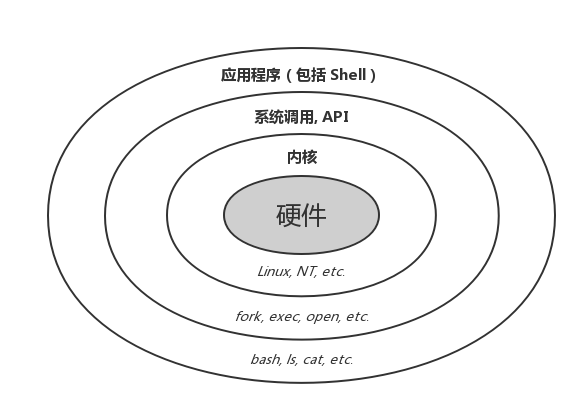 应用程序（包括 Shell）
系统调用, API
内核
硬件
Linux, NT, etc.
fork, exec, open, etc.
bash, ls, cat, etc.